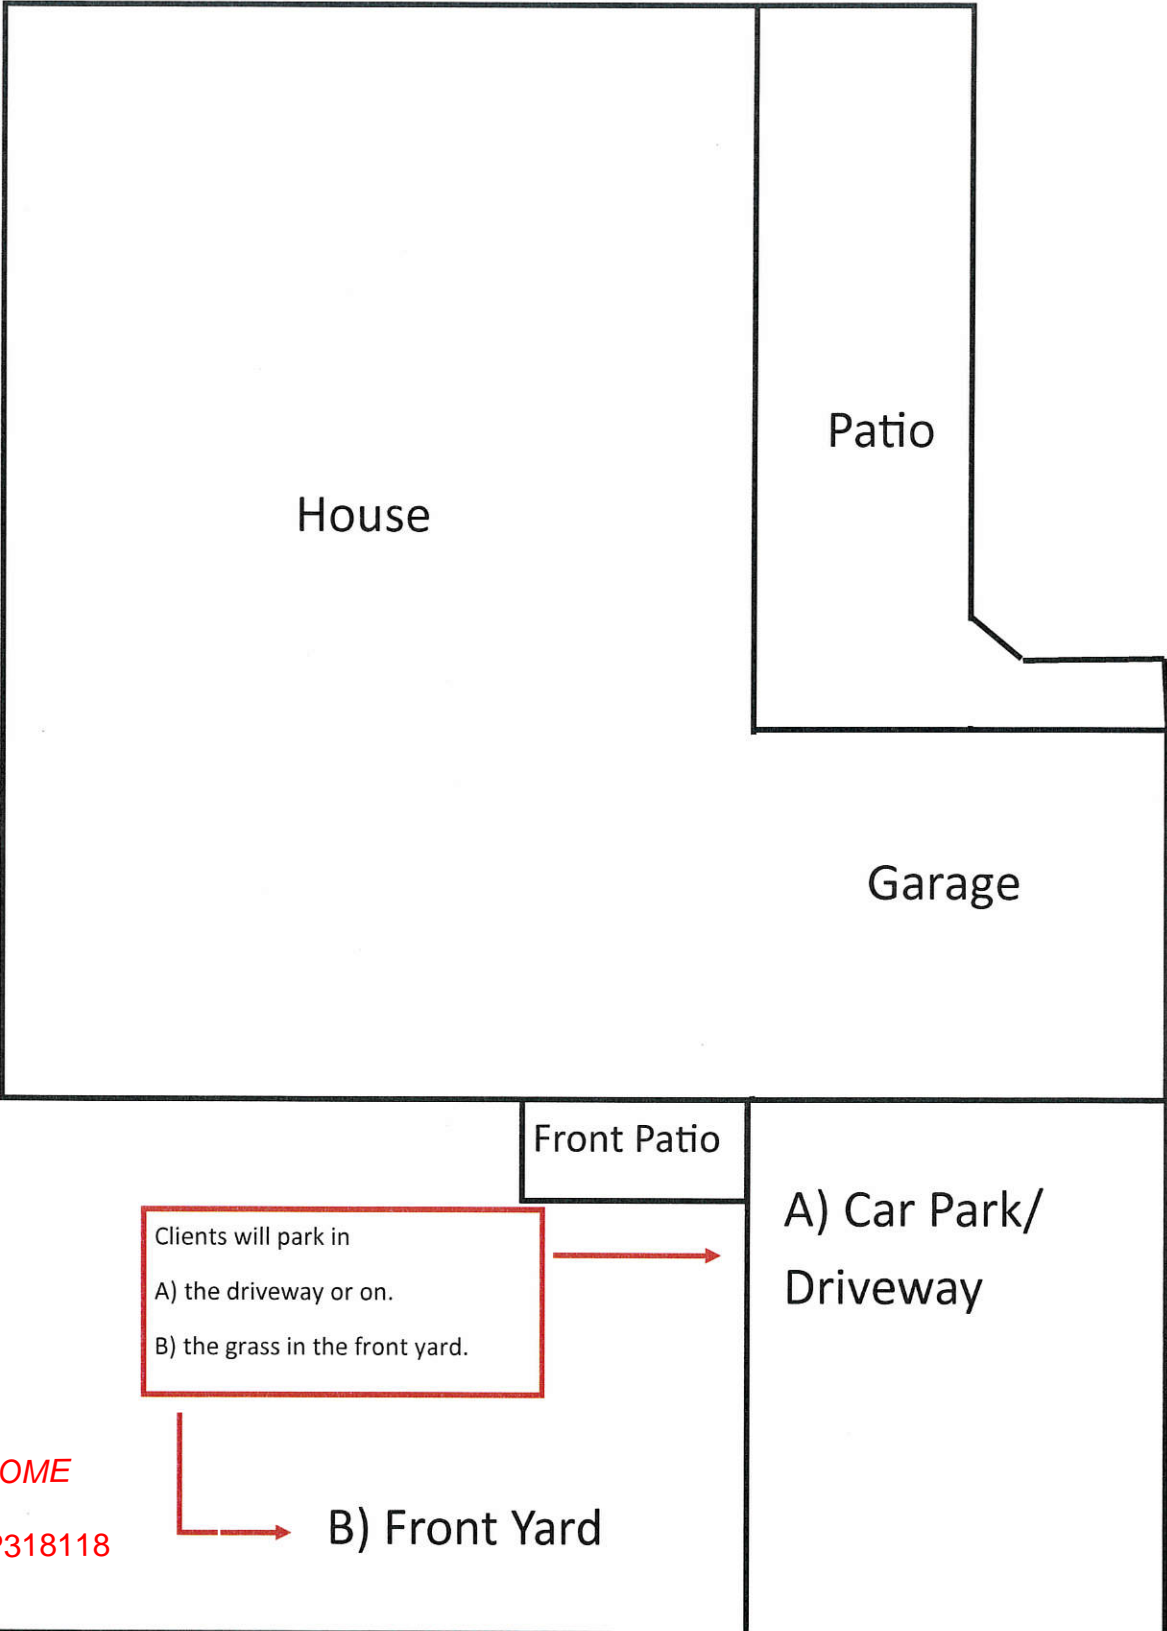 Patio
House
Garage
Front Patio
A) Car Park/
Driveway
Clients will park in
A) the driveway or on.
B) the grass in the front yard.
OME
B) Front Yard
318118